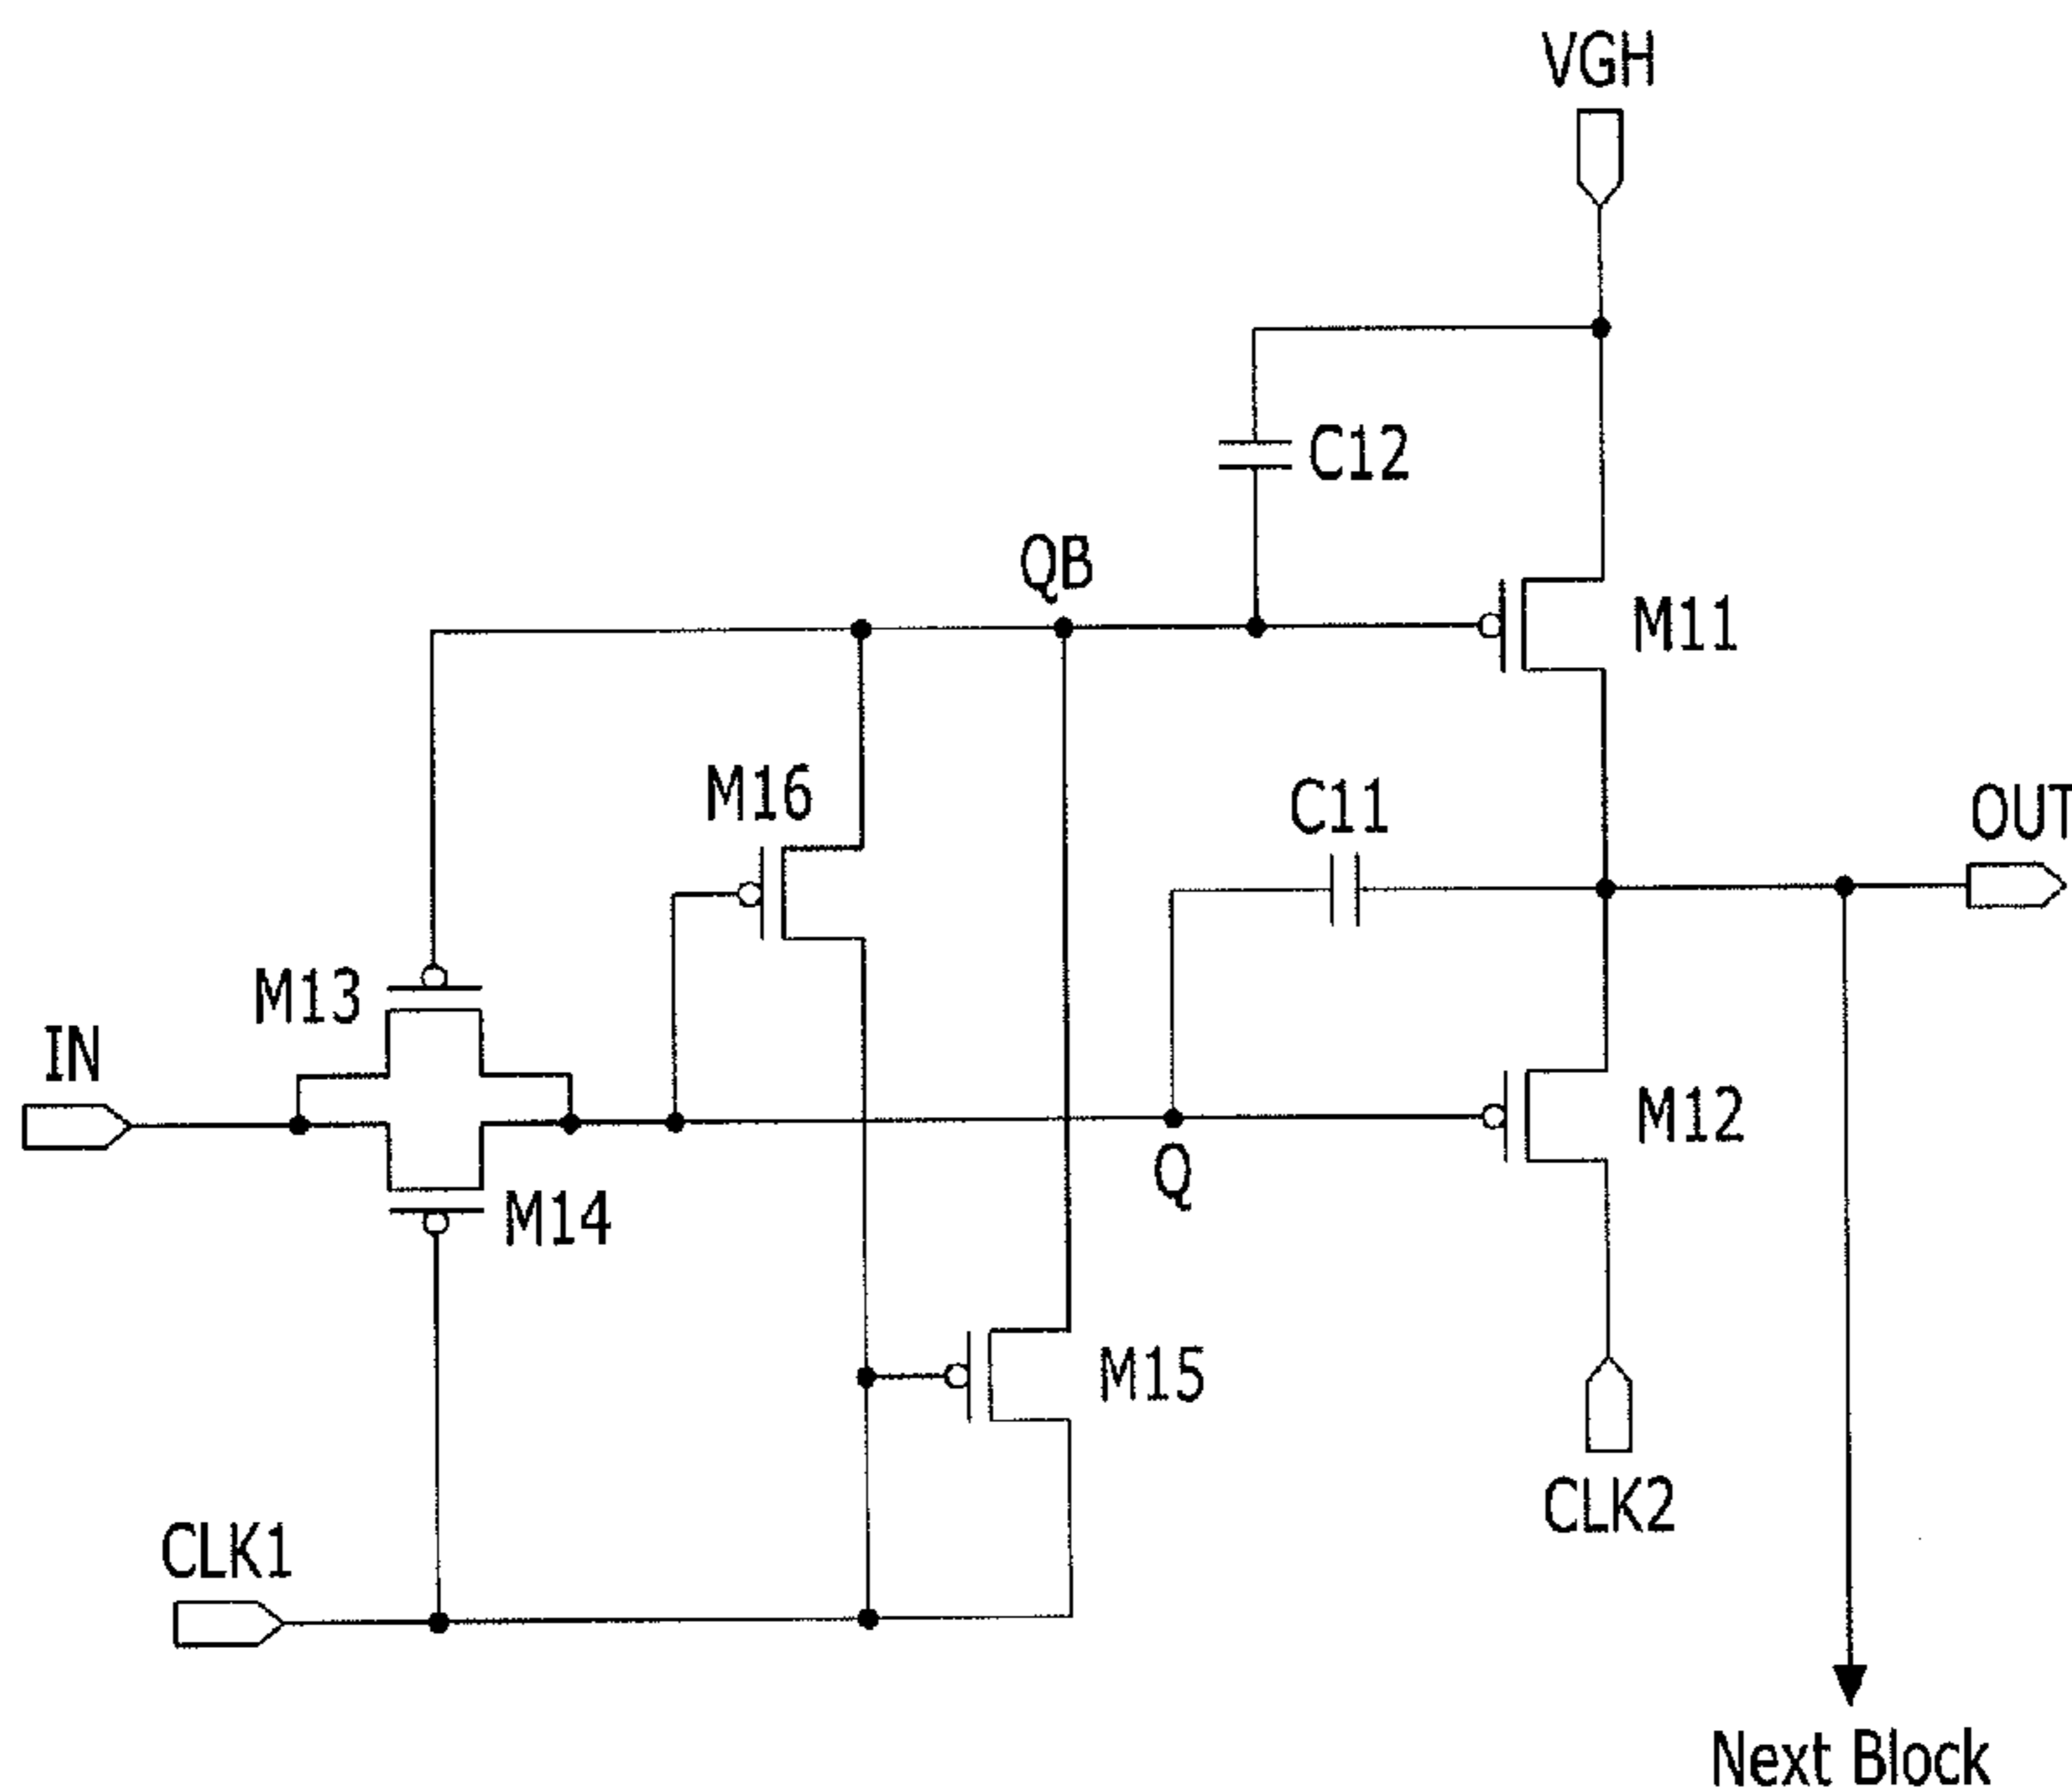 VGH
C12
QB
M11
M16
C11
OUT
M13
IN
M12
Q
M14
M15
CLK2
CLK1
Next Block